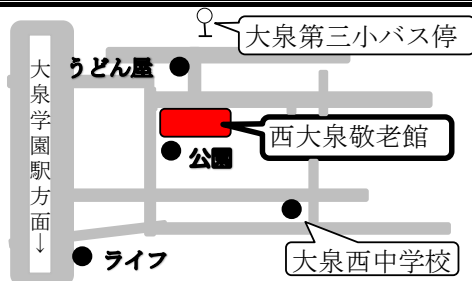 大泉第三小バス停
うどん屋
大泉学園駅方面↓
西大泉敬老館
公園
大泉西中学校
ライフ